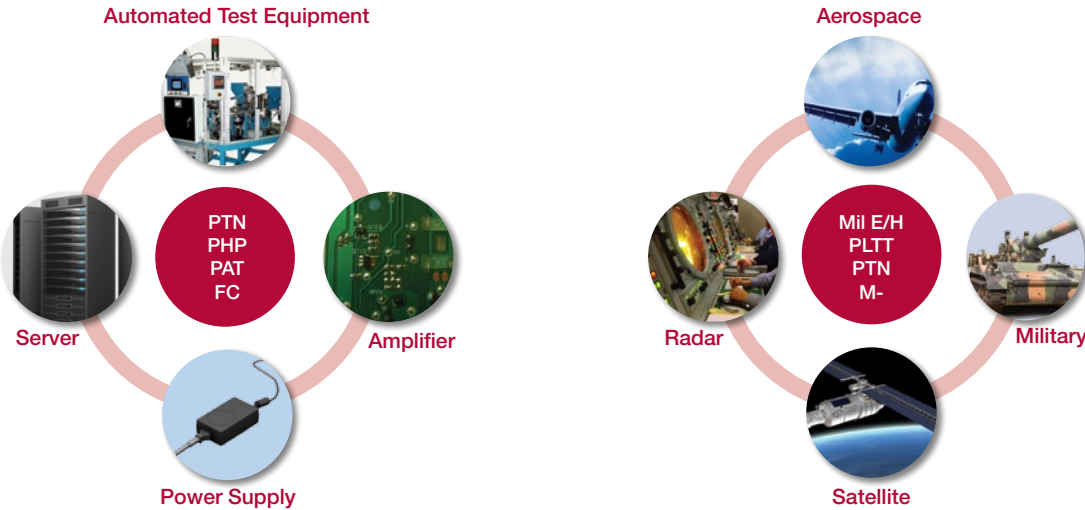 Automated Test Equipment
PTN
PHP
PAT
FC
Server
Amplifier
Power Supply
Aerospace
Mil E/H
PLTT
PTN
M-
Radar
Military
Satellite